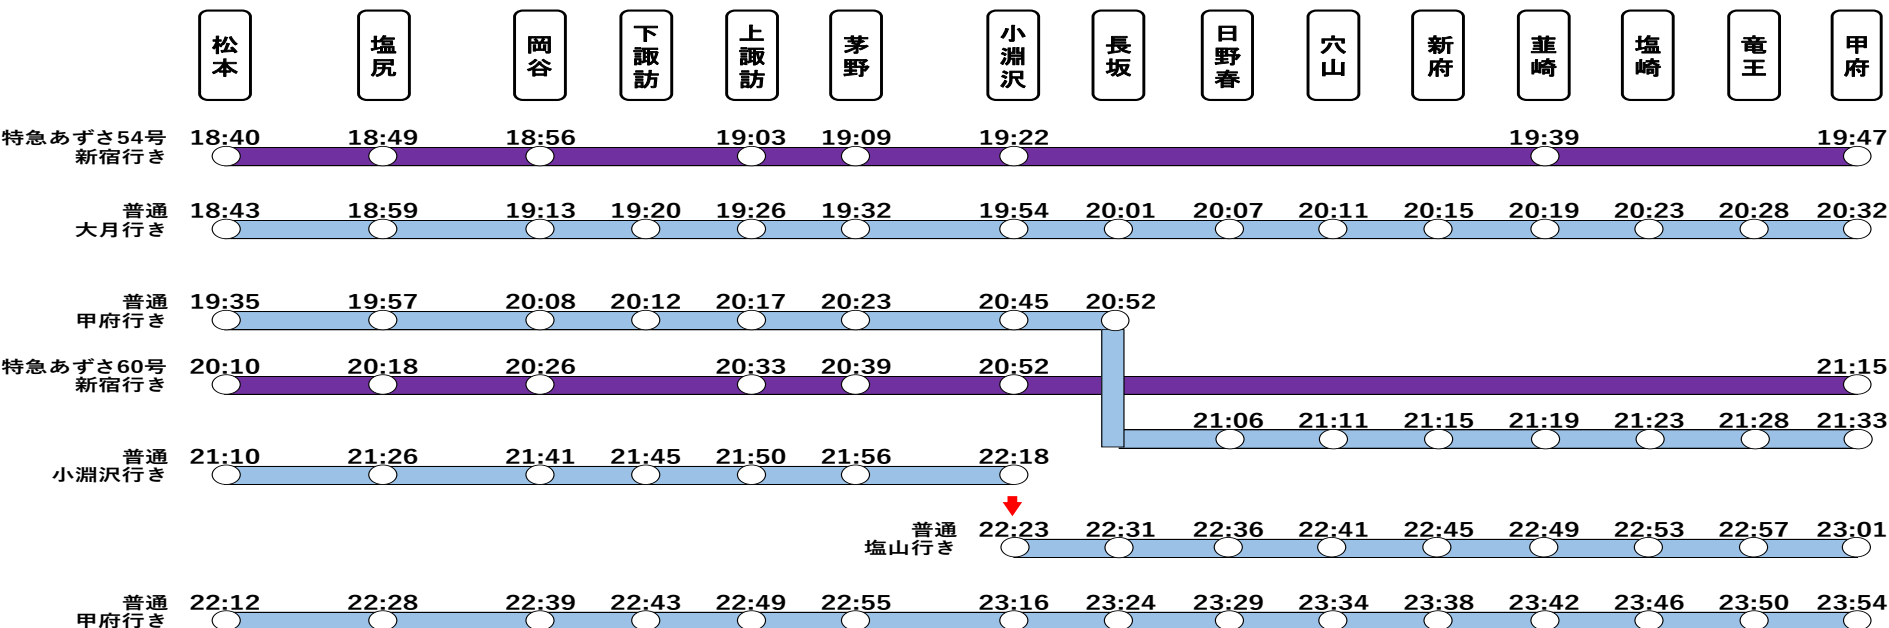 松本 塩尻 岡谷 下諏訪 上諏訪 茅野 小淵沢 長坂 日野春 穴山 新府 韮崎 塩崎 竜王 甲府
特急あずさ54号 18:40 18:49 18:56 19:03 19:09 19:22 19:39 19:47
新宿行き
普通 18:43 18:59 19:13 19:20 19:26 19:32 19:54 20:01 20:07 20:11 20:15 20:19 20:23 20:28 20:32
大月行き
普通 19:35 19:57 20:08 20:12 20:17 20:23 20:45 20:52
甲府行き
特急あずさ60号 20:10 20:18 20:26 20:33 20:39 20:52 21:15
新宿行き
21:06 21:11 21:15 21:19 21:23 21:28 21:33
普通 21:10 21:26 21:41 21:45 21:50 21:56 22:18
小淵沢行き
普通 22:23 22:31 22:36 22:41 22:45 22:49 22:53 22:57 23:01
塩山行き
普通 22:12 22:28 22:39 22:43 22:49 22:55 23:16 23:24 23:29 23:34 23:38 23:42 23:46 23:50 23:54
甲府行き